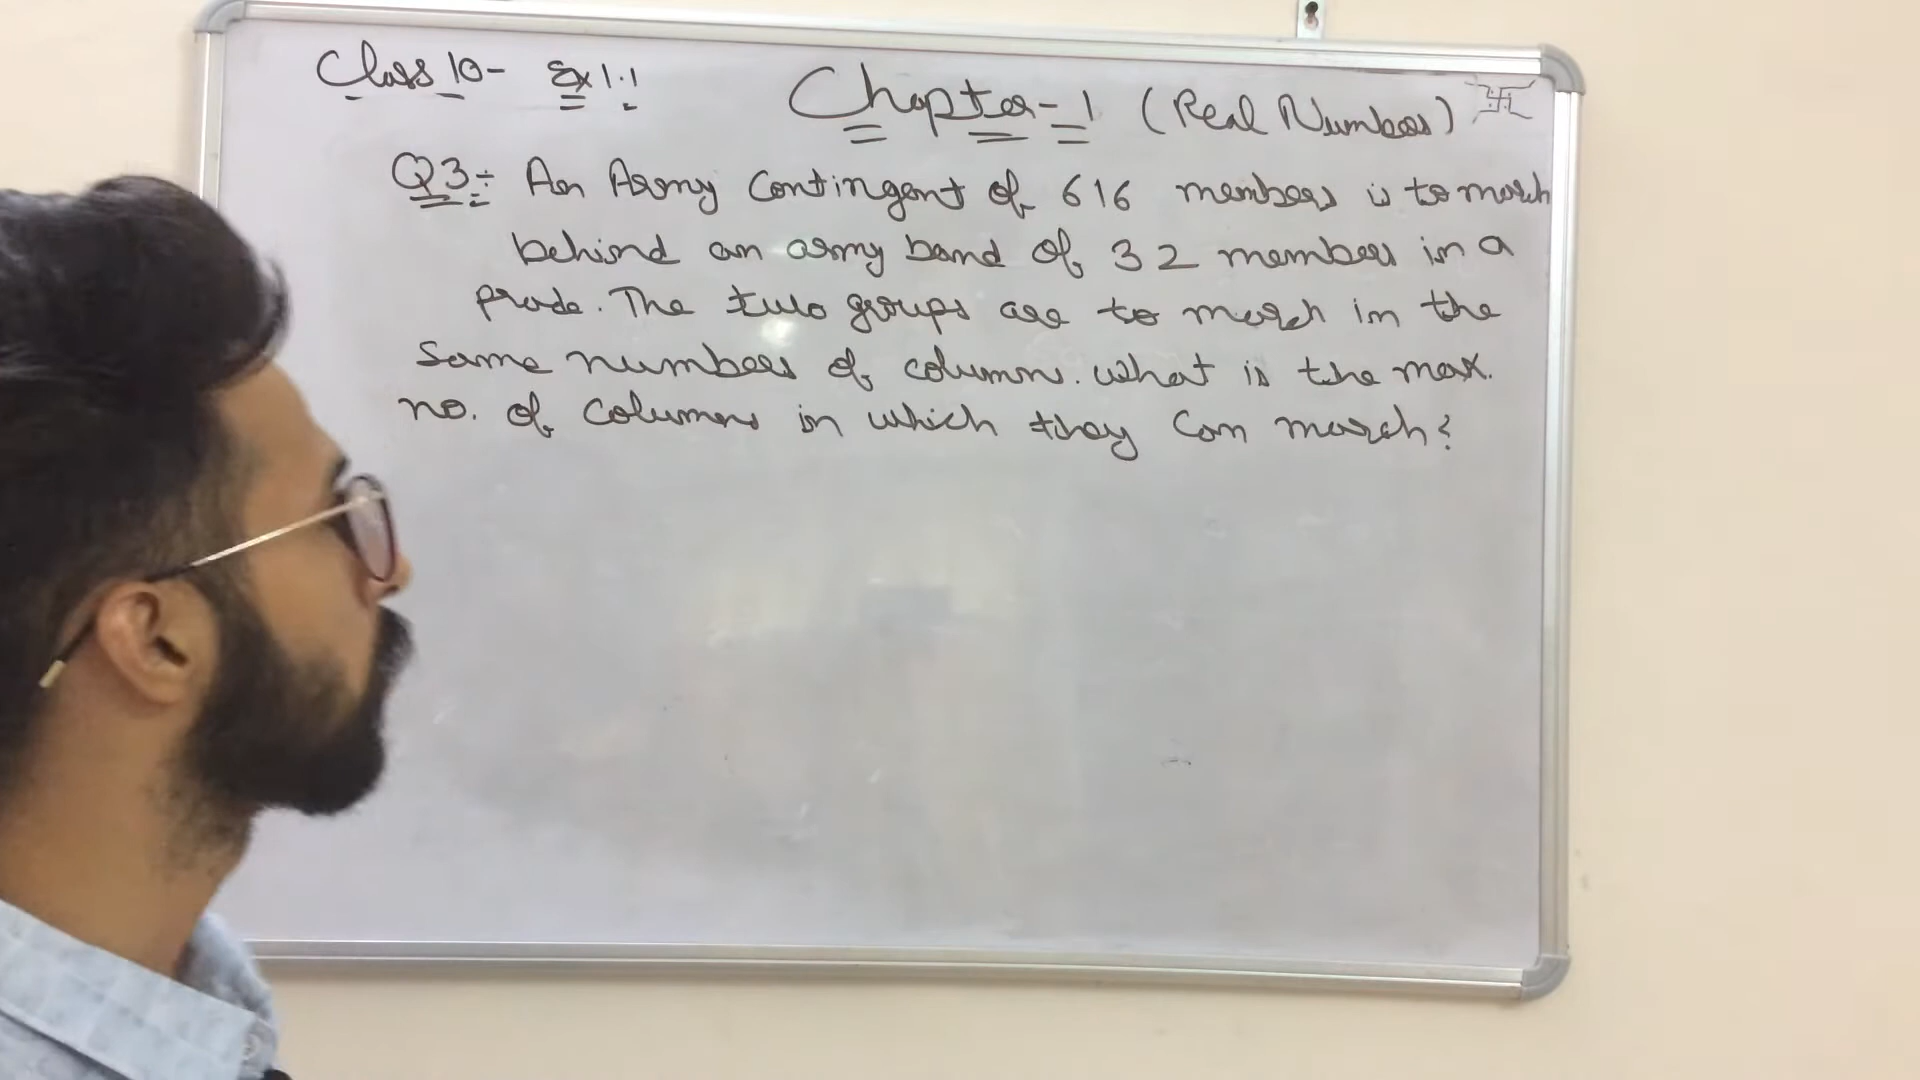 Class 10- Ex 1.1
Chapter-1 (Real Numbers)
Q3:- An Army Contingent of 616 members is to march
behind an army band of 32 members in a
prade. The two groups are to march in the
same numbers of column. what is the max.
no. of columns in which they can march?